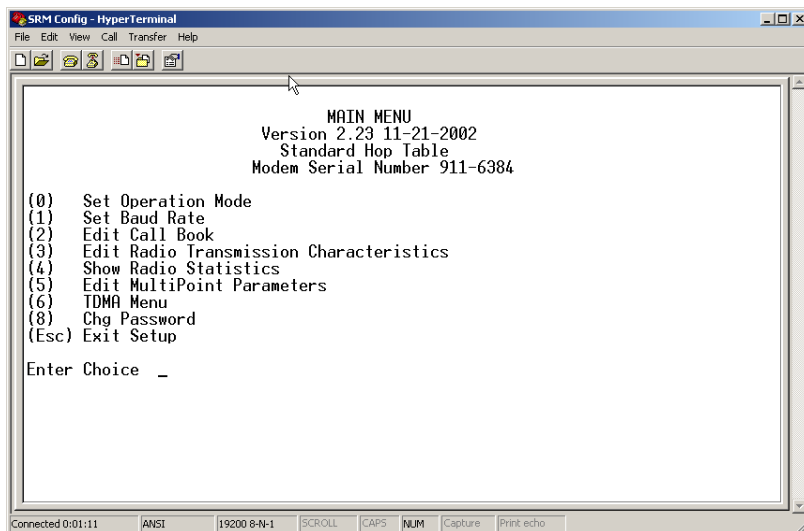 SRM Config - HyperTerminal
File Edit View Call Transfer Help
MAIN MENU
Version 2.23 11-21-2002
Standard Hop Table
Modem Serial Number 911-6384
(0) Set Operation Mode
(1) Set Baud Rate
(2) Edit Call Book
(3) Edit Radio Transmission Characteristics
(4) Show Radio Statistics
(5) Edit MultiPoint Parameters
(6) TDMA Menu
(8) Chg Password
(Esc) Exit Setup
Enter Choice _
Connected 0:01:11 ANSI 19200 8-N-1 SCROLL CAPS NUM Capture Print echo